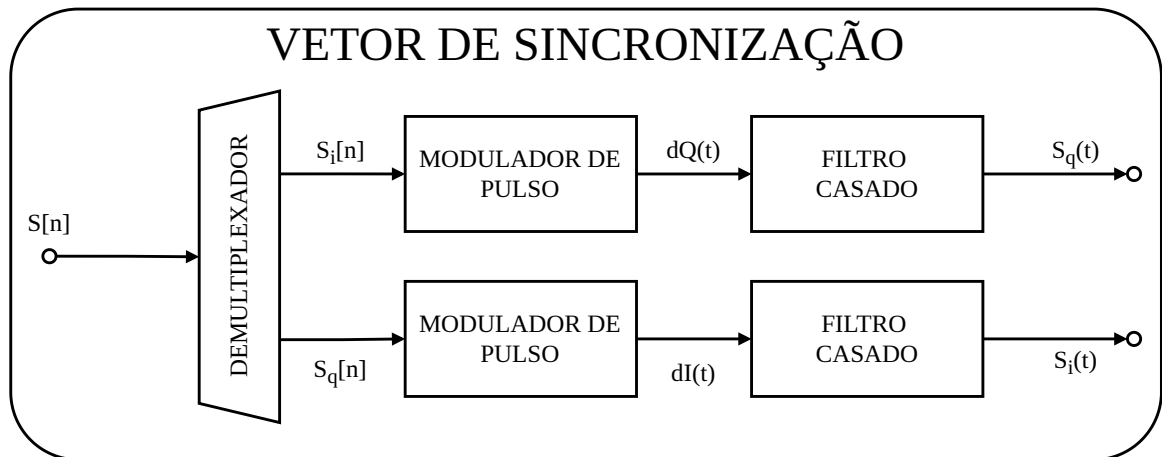 VETOR DE SINCRONIZAÇÃO
S[n]
DEMULTIPLEXADOR
Si[n]
MODULADOR DE
PULSO
dQ(t)
FILTRO
CASADO
Sq(t)
Sq[n]
MODULADOR DE
PULSO
dI(t)
FILTRO
CASADO
Si(t)